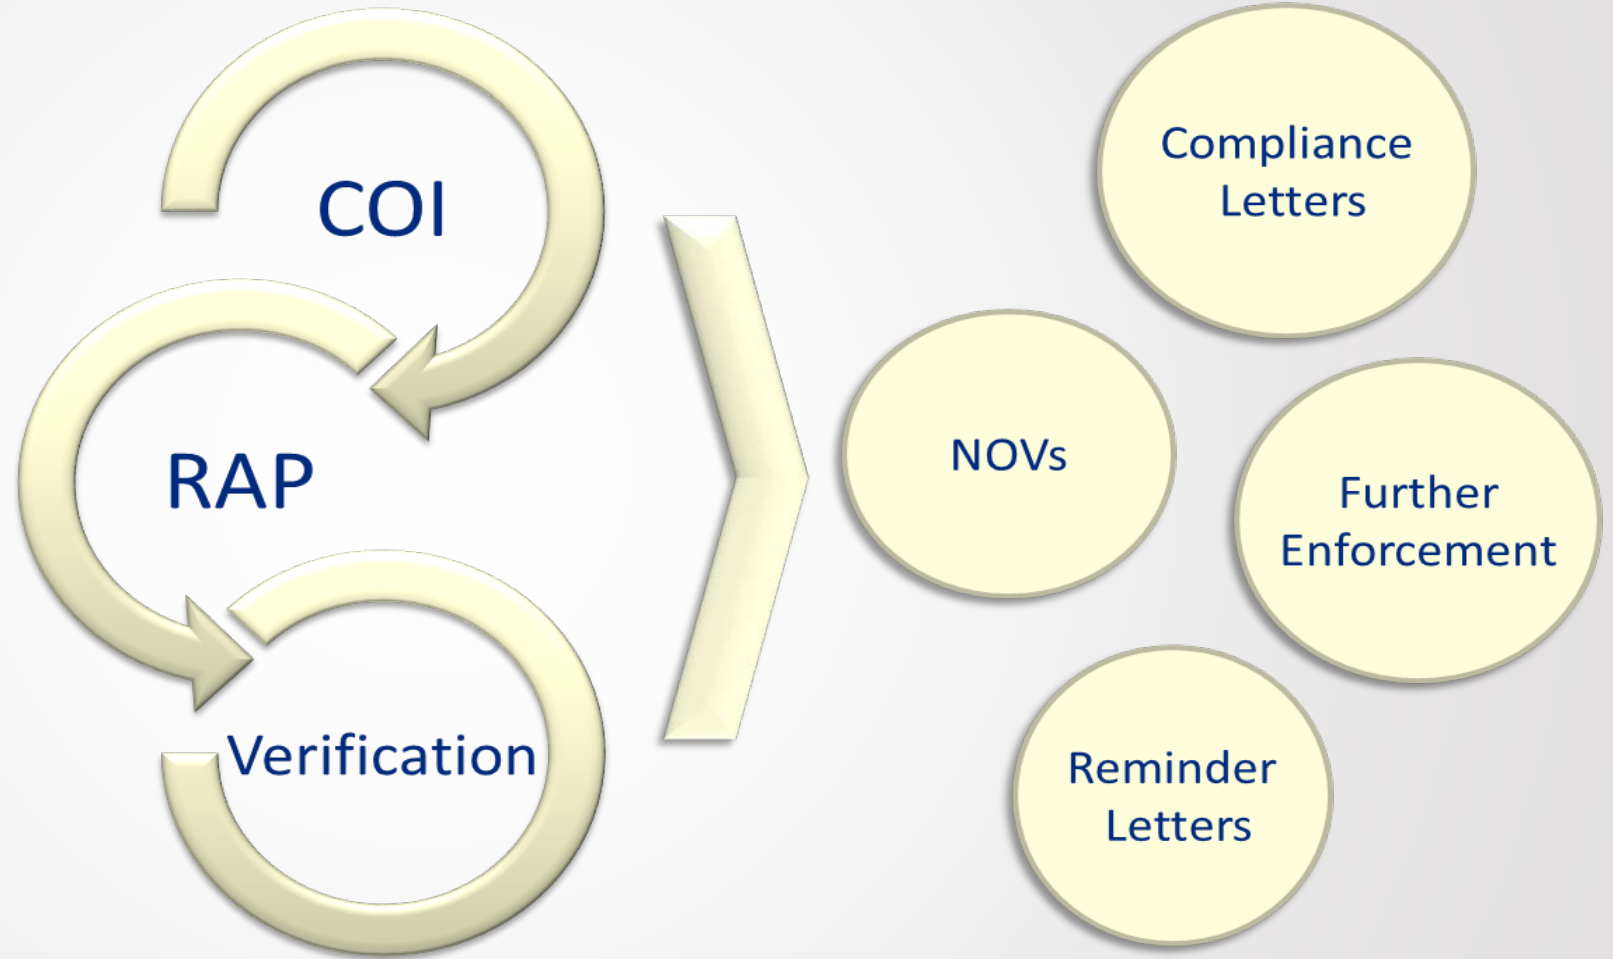 COI
RAP
Verification
Compliance
Letters
NOVs
Further
Enforcement
Reminder
Letters